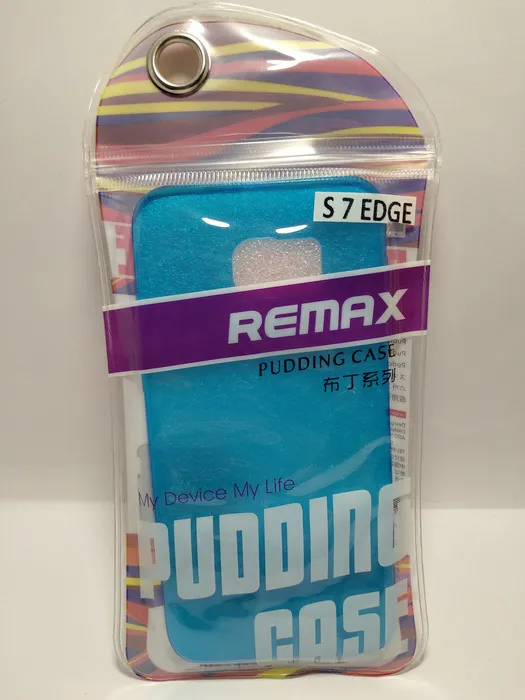 S 7 EDGE
REMAX
PUDDING CASE
布丁系列
My Device My Life
PUDDING
CASE